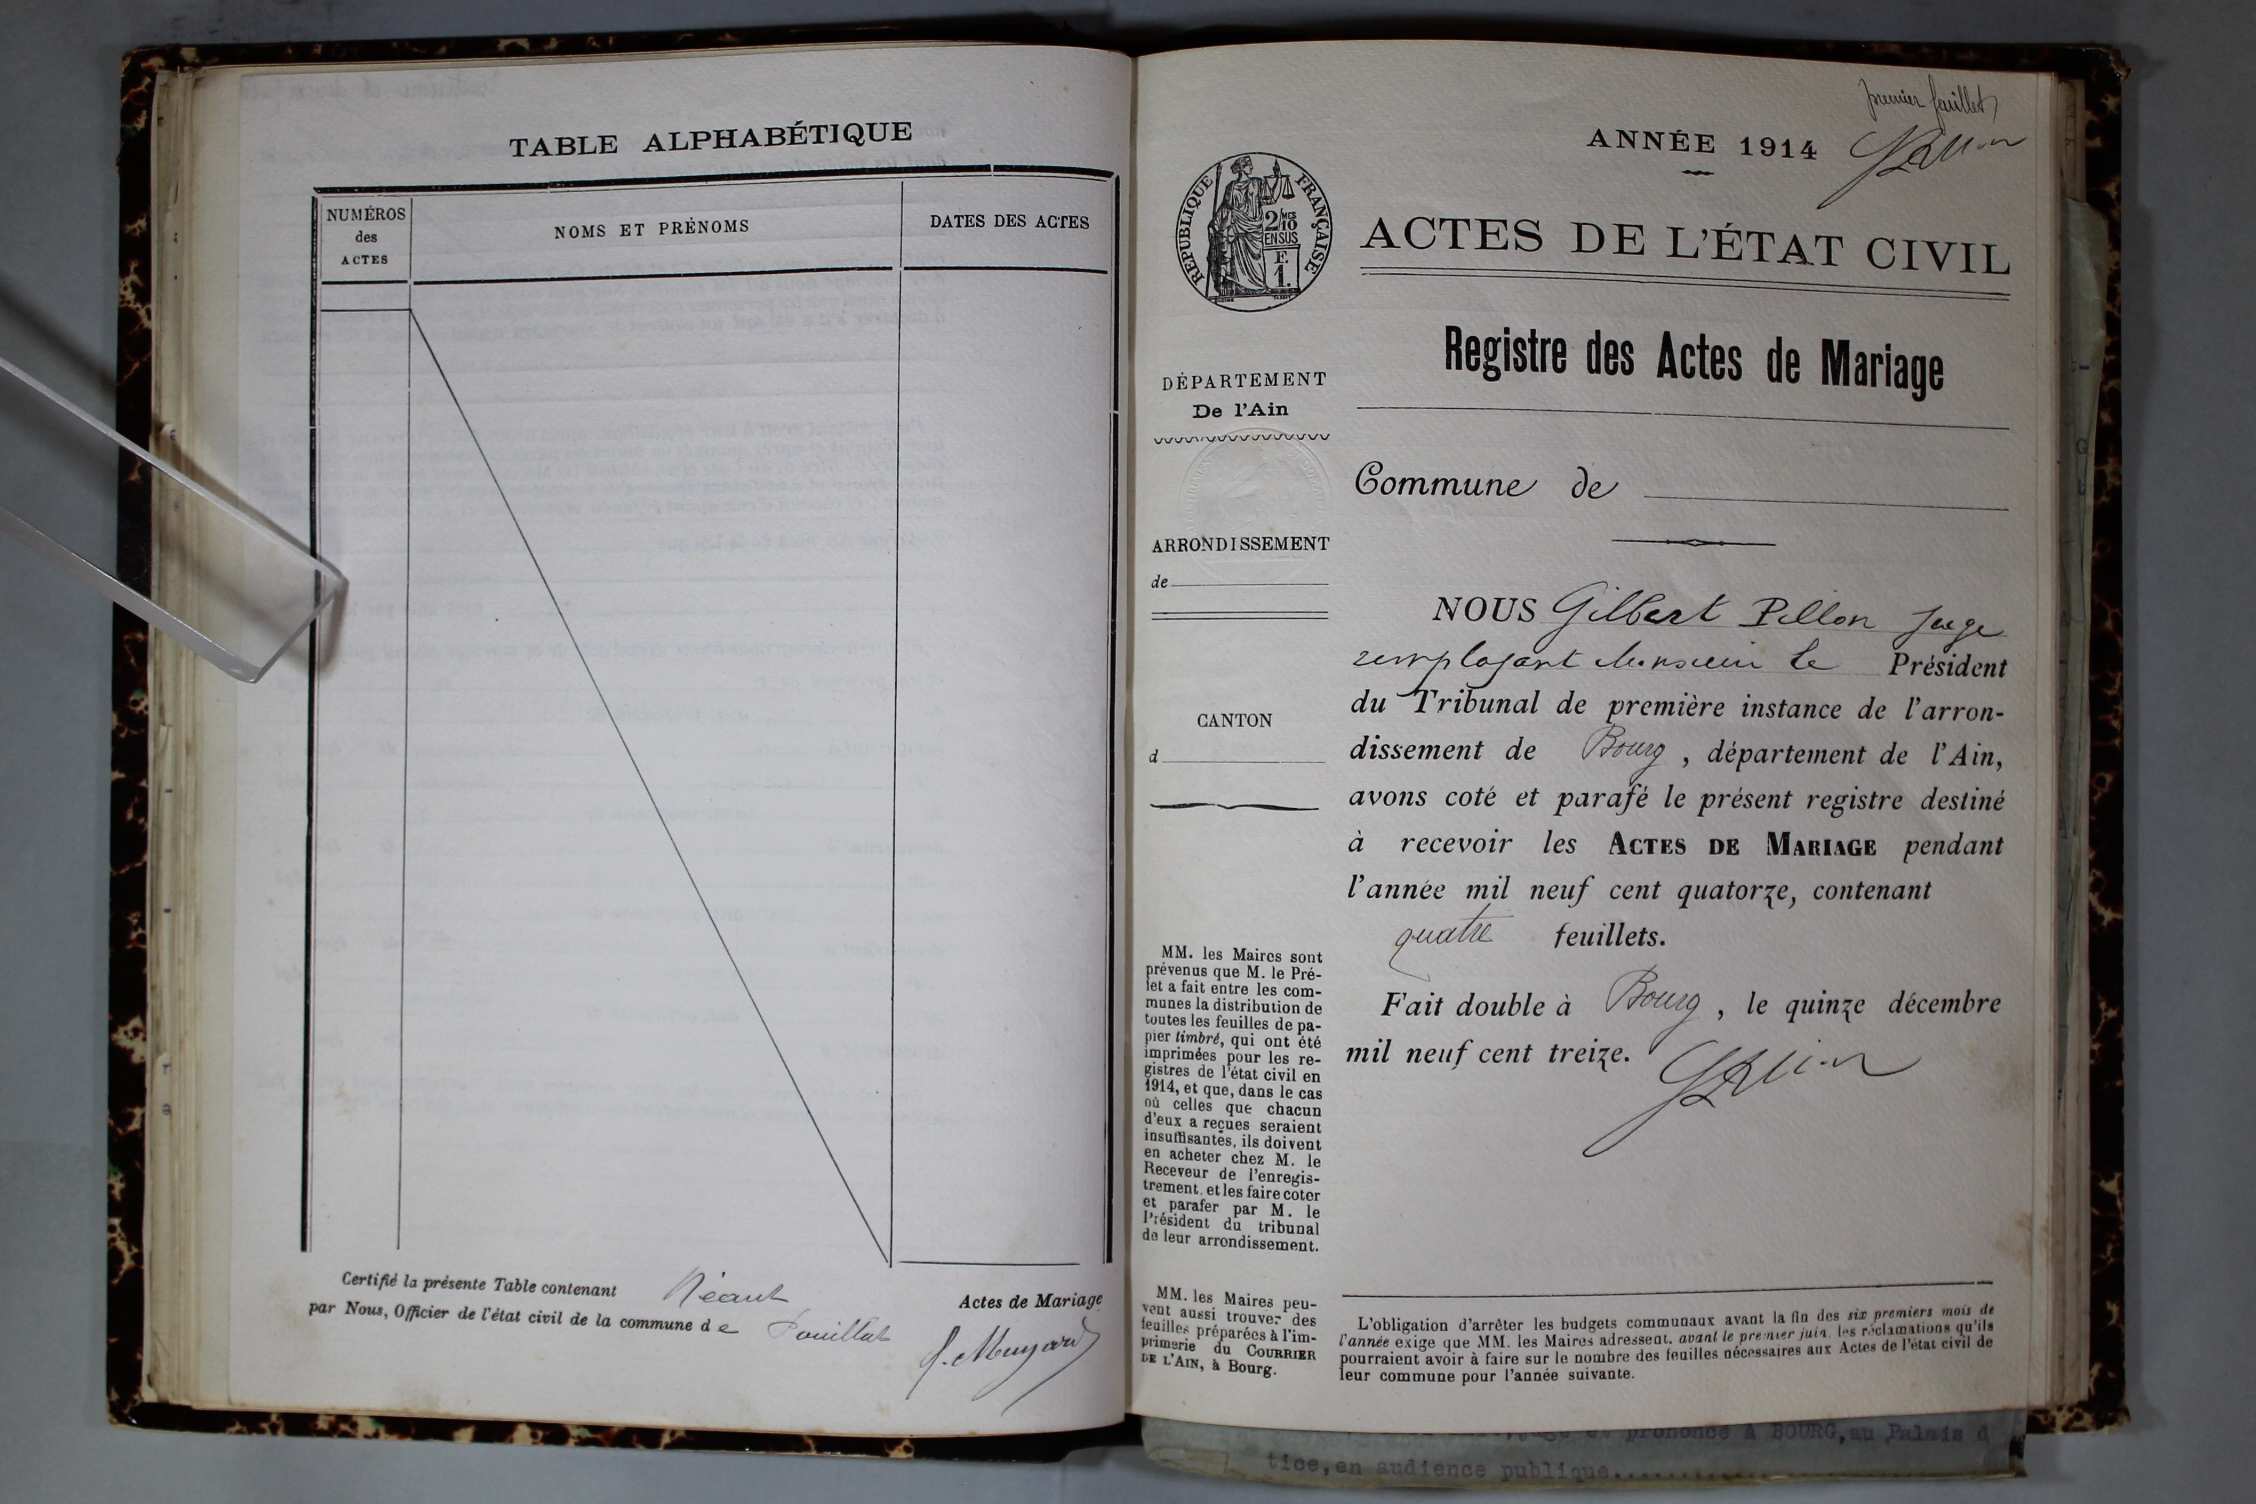 TABLE ALPHABÉTIQUE
NUMÉROS
des
ACTES
NOMS ET PRÉNOMS
DATES DES ACTES
Certifié la présente Table contenant Néant Actes de Mariage
par Nous, Officier de l'état civil de la commune de Pouillat
premier feuillet
ANNÉE 1914
RÉPUBLIQUE FRANÇAISE
2/10 MES
EN SUS
F.
1.
ACTES DE L'ÉTAT CIVIL
Registre des Actes de Mariage
DÉPARTEMENT
De l'Ain
Commune de
ARRONDISSEMENT
de
CANTON
d
MM. les Maires sont
prévenus que M. le Pré-
fet a fait entre les com-
munes la distribution de
toutes les feuilles de pa-
pier timbré, qui ont été
imprimées pour les re-
gistres de l'état civil en
1914, et que, dans le cas
où celles que chacun
d'eux a reçues seraient
insuffisantes, ils doivent
en acheter chez M. le
Receveur de l'enregis-
trement, et les faire coter
et parafer par M. le
Président du tribunal
de leur arrondissement.
MM. les Maires peu-
vent aussi trouver des
feuilles préparées à l'im-
primerie du COURRIER
DE L'AIN, à Bourg.
NOUS Gilbert Pillon Juge
remplaçant Monsieur le Président
du Tribunal de première instance de l'arron-
dissement de Bourg, département de l'Ain,
avons coté et parafé le présent registre destiné
à recevoir les ACTES DE MARIAGE pendant
l'année mil neuf cent quatorze, contenant
quatre feuillets.
Fait double à Bourg, le quinze décembre
mil neuf cent treize.
L'obligation d'arrêter les budgets communaux avant la fin des six premiers mois de
l'année exige que MM. les Maires adressent, avant le premier juin, les réclamations qu'ils
pourraient avoir à faire sur le nombre des feuilles nécessaires aux Actes de l'état civil de
leur commune pour l'année suivante.
et prononcé à BOURG, au Palais d
tice, en audience publique